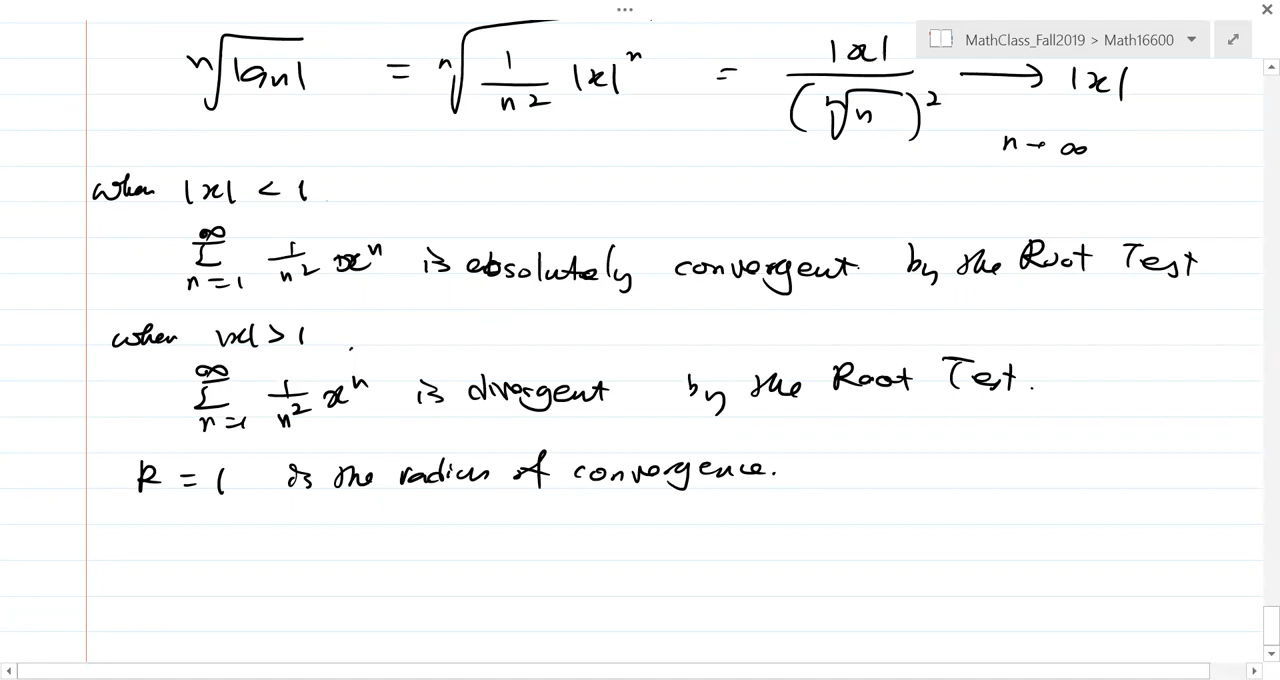 MathClass_Fall2019 > Math16600
ⁿ√|aₙ| = ⁿ√(1/n² |x|ⁿ) = |x|/(ⁿ√n)² → |x|
n → ∞
when |x| < 1
∑_{n=1}^{∞} 1/n² xⁿ is absolutely convergent by the Root Test
when |x| > 1
∑_{n=1}^{∞} 1/n² xⁿ is divergent by the Root Test.
R = 1 is the radius of convergence.